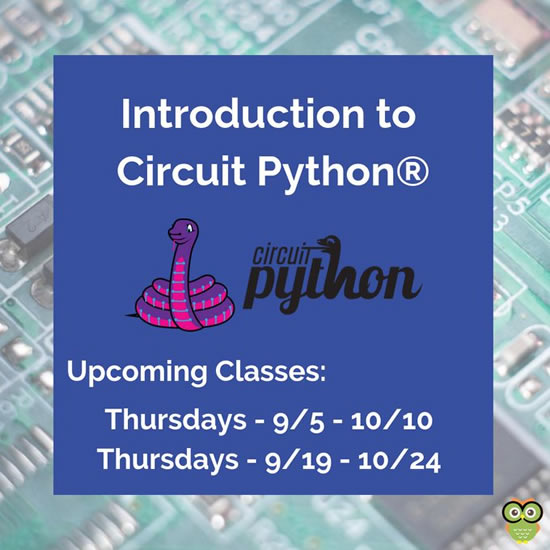 Introduction to
Circuit Python®
circuit
python
Upcoming Classes:
Thursdays - 9/5 - 10/10
Thursdays - 9/19 - 10/24